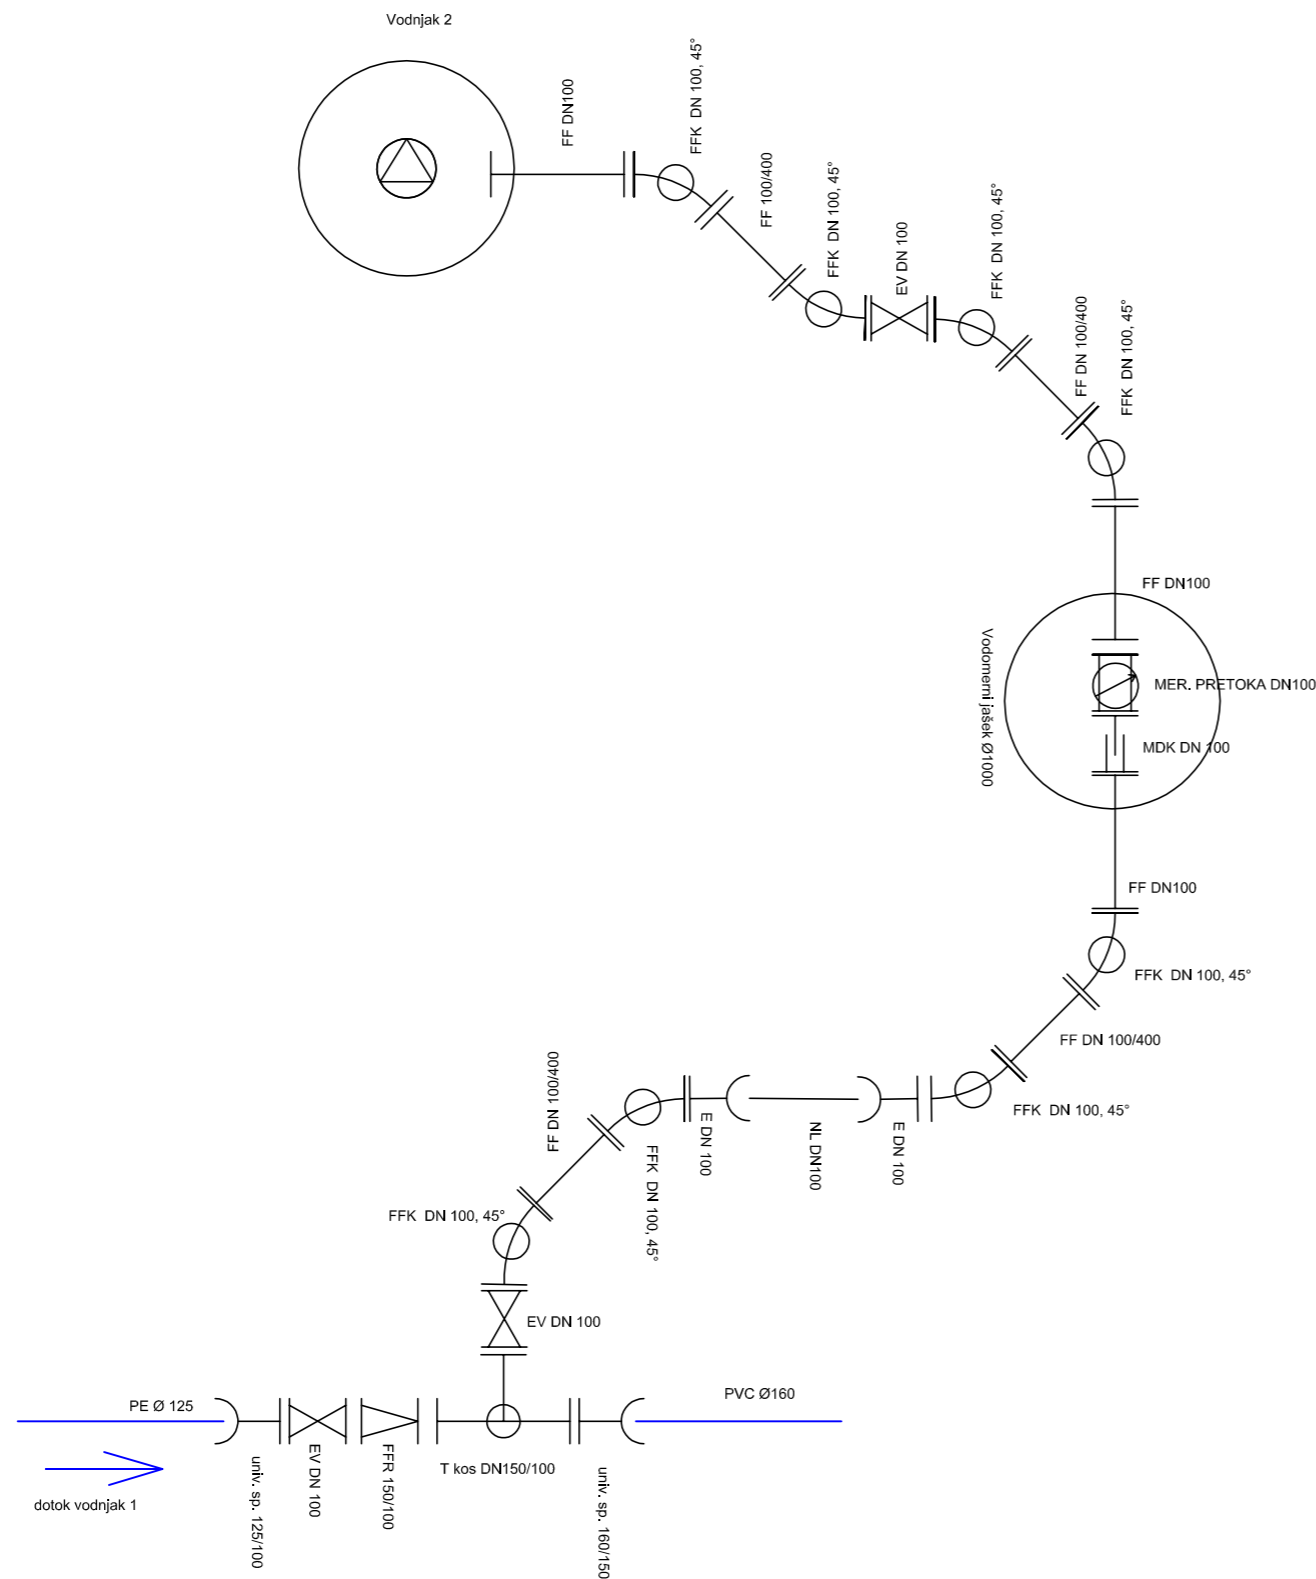 Vodnjak 2
FF DN100
FFK DN 100, 45°
FF 100/400
FFK DN 100, 45°
EV DN 100
FFK DN 100, 45°
FF DN 100/400
FFK DN 100, 45°
FF DN100
Vodomerni jašek Ø1000
MER. PRETOKA DN100
MDK DN 100
FF DN100
FFK DN 100, 45°
FF DN 100/400
FFK DN 100, 45°
E DN 100
NL DN100
E DN 100
FFK DN 100, 45°
FF DN 100/400
FFK DN 100, 45°
EV DN 100
PE Ø 125
PVC Ø160
dotok vodnjak 1
univ. sp. 125/100
EV DN 100
FFR 150/100
T kos DN150/100
univ. sp. 160/150